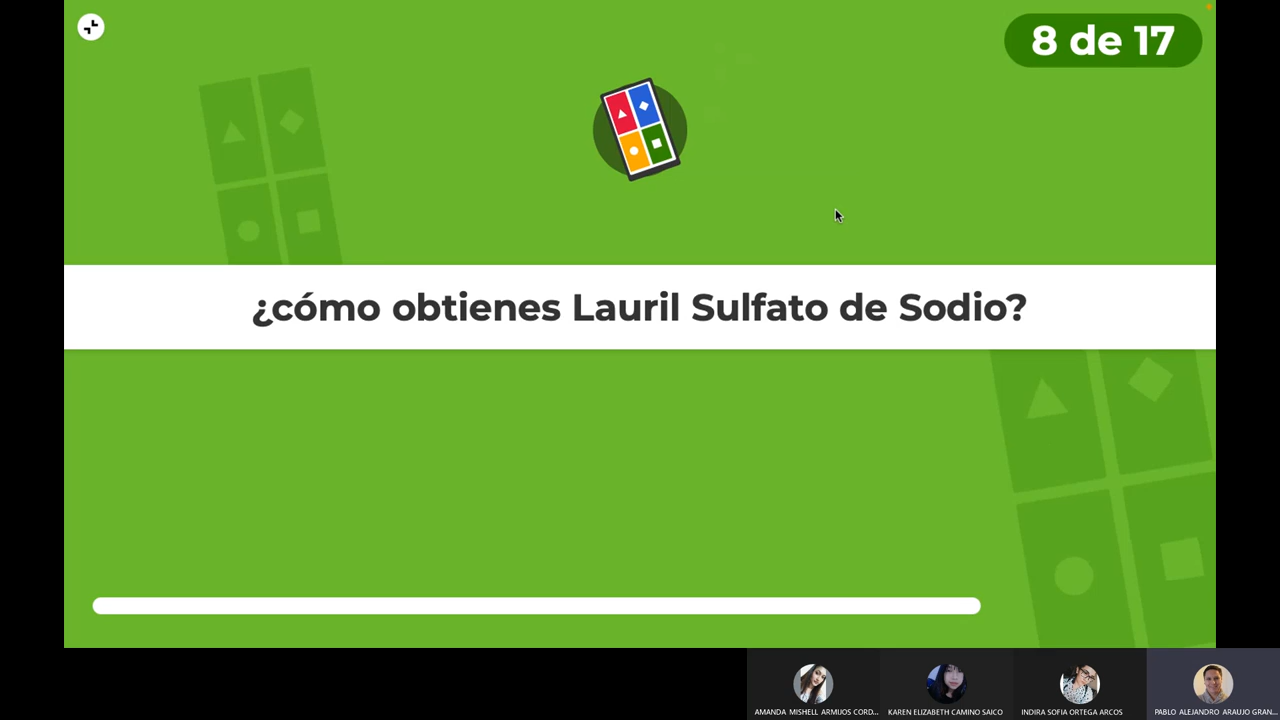 8 de 17
¿cómo obtienes Lauril Sulfato de Sodio?
AMANDA MISHELL ARMIJOS CORD...
KAREN ELIZABETH CAMINO SAICO
INDIRA SOFIA ORTEGA ARCOS
PABLO ALEJANDRO ARAUJO GRAN...